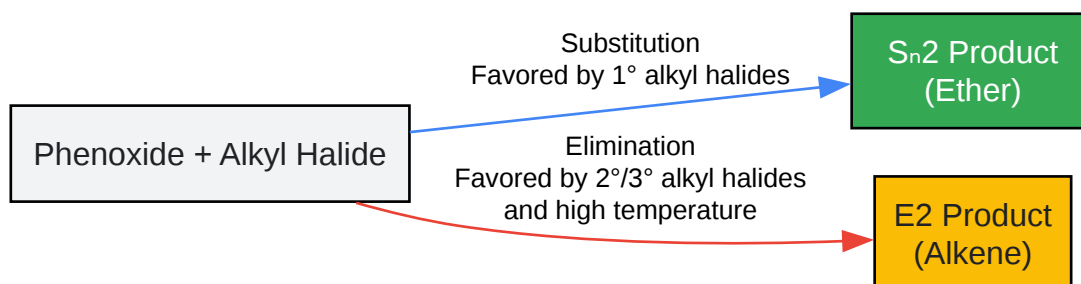 Substitution
Favored by 1° alkyl halides
Sₙ2 Product
(Ether)
Phenoxide + Alkyl Halide
Elimination
Favored by 2°/3° alkyl halides
and high temperature
E2 Product
(Alkene)